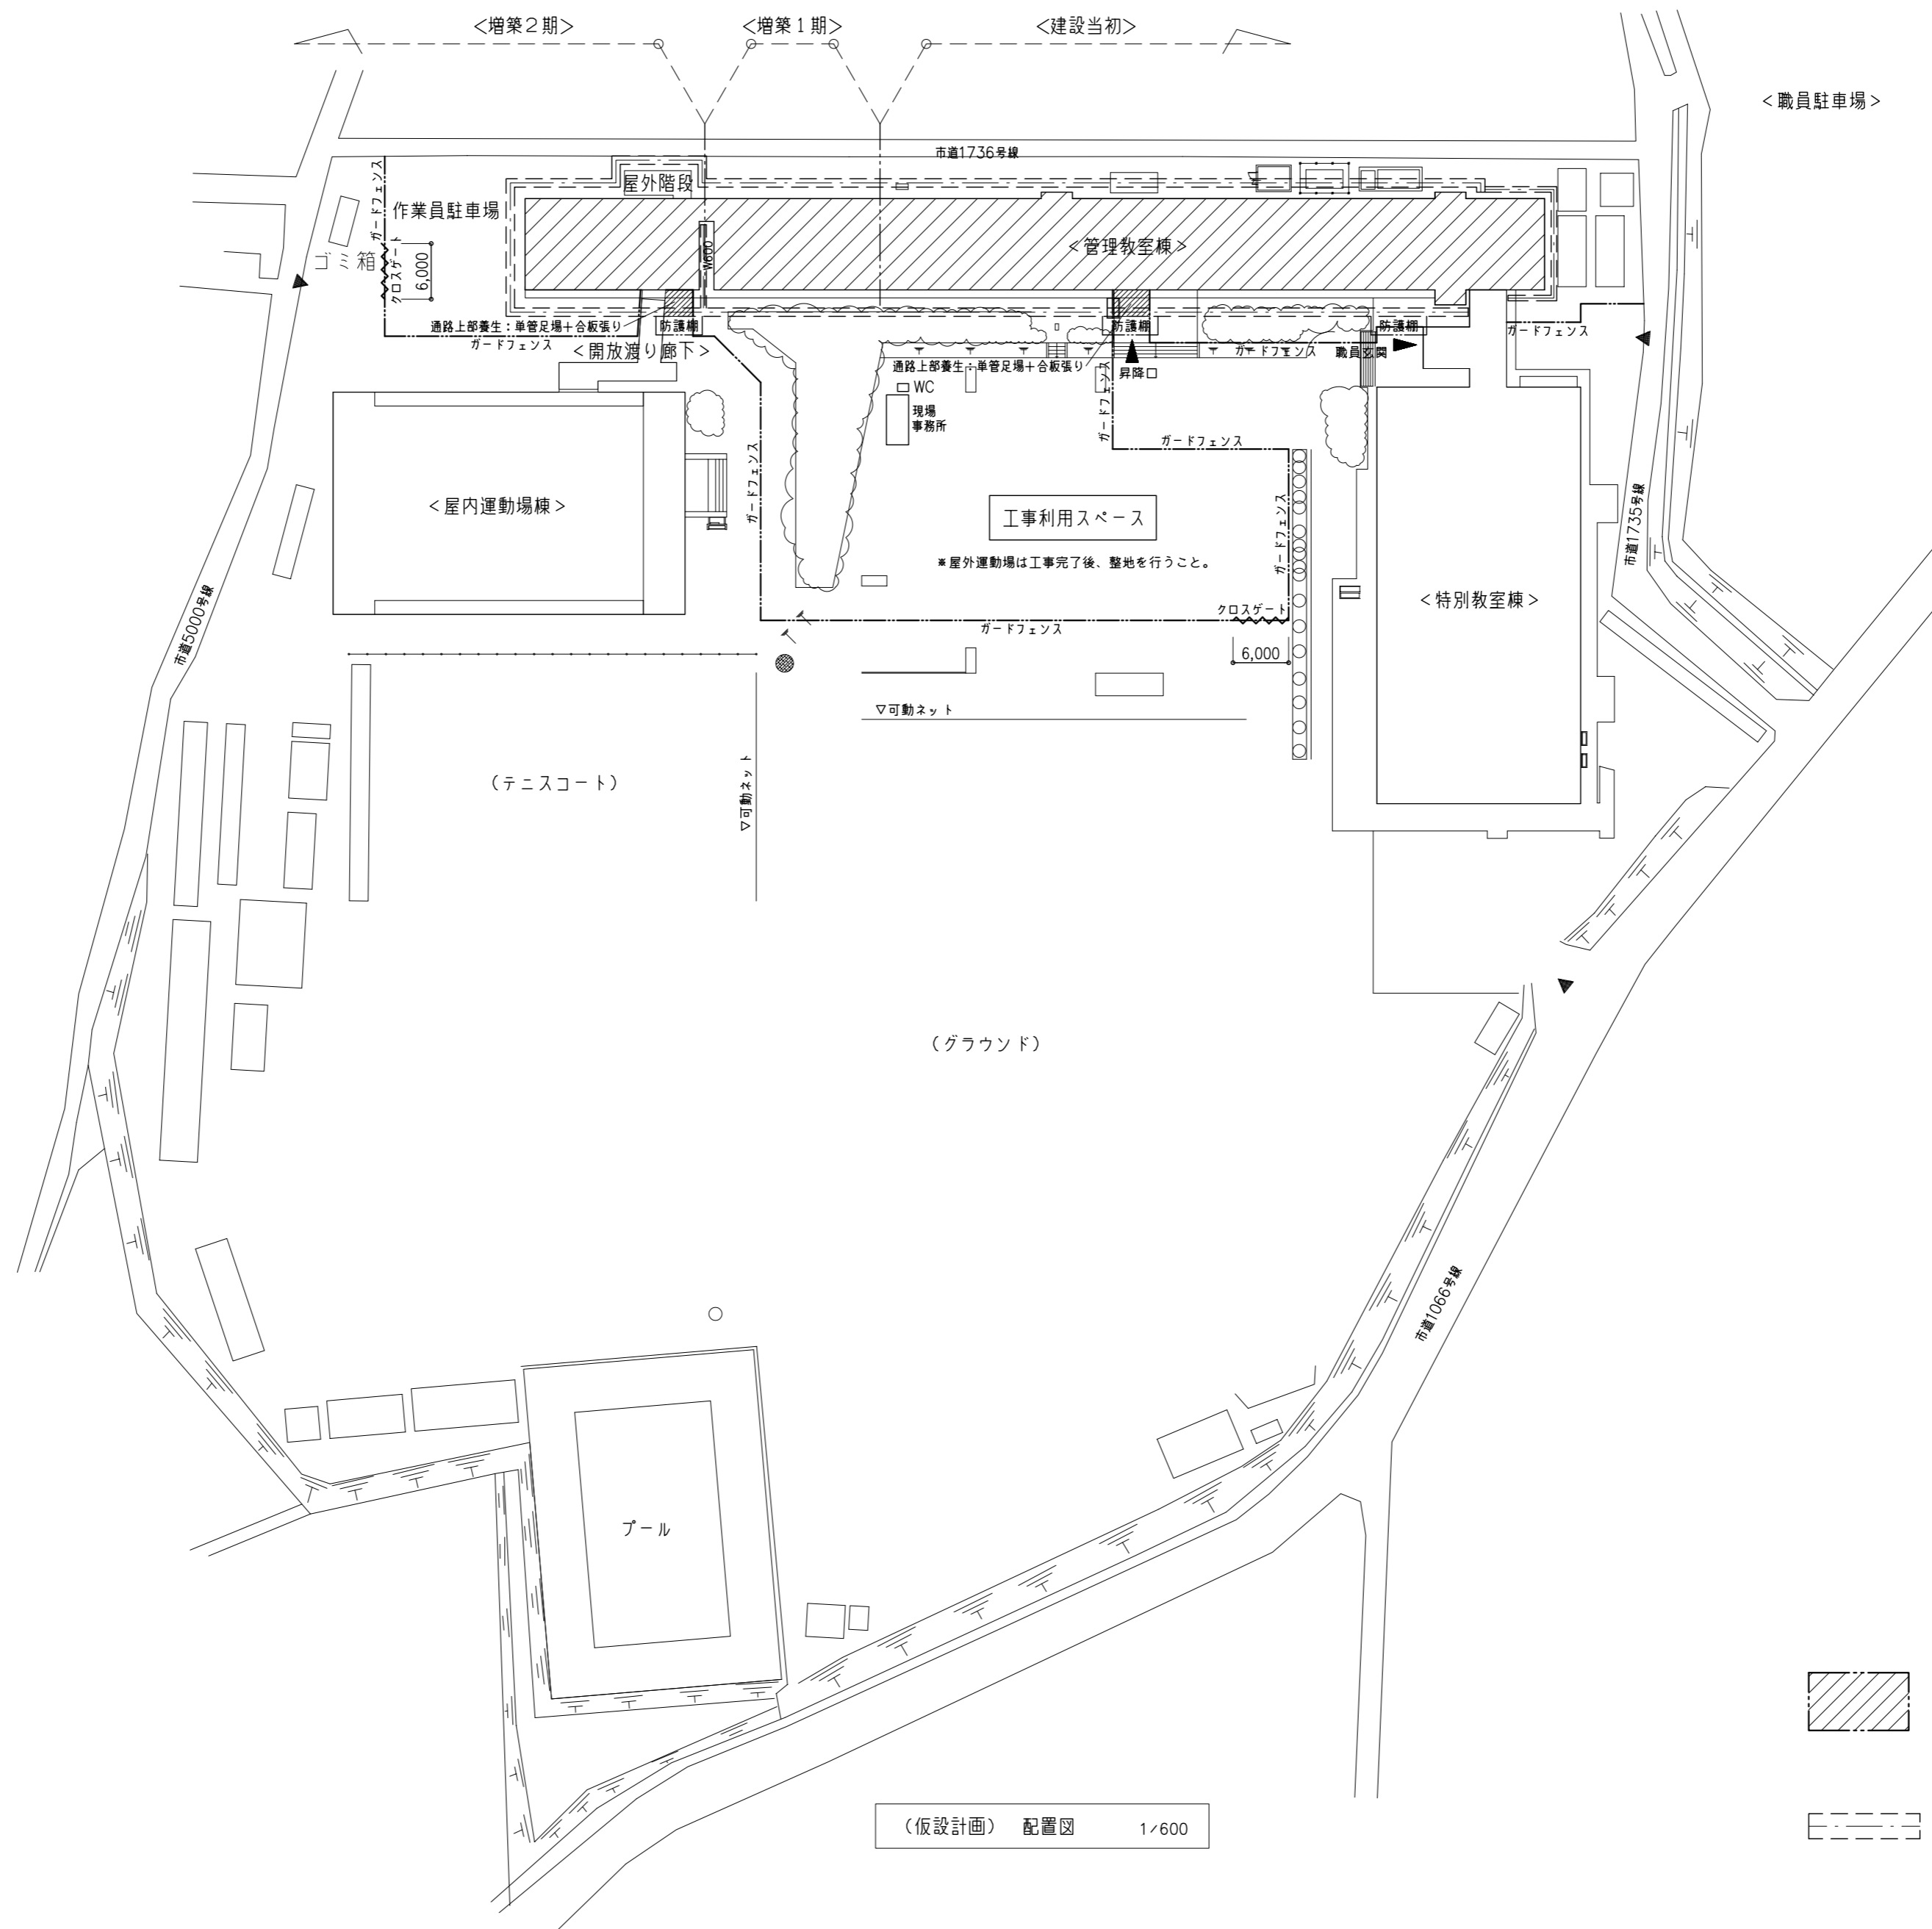 <増築2期>
<増築1期>
<建設当初>
<職員駐車場>
市道1736号線
ガードフェンス
屋外階段
作業員駐車場
ゴミ箱
クロスゲート
6,000
W600
<管理教室棟>
通路上部養生：単管足場+合板張り
防護棚
防護棚
防護棚
ガードフェンス
ガードフェンス
ガードフェンス
<開放渡り廊下>
通路上部養生：単管足場+合板張り
昇降口
職員玄関
WC
現場
事務所
ガードフェンス
ガードフェンス
ガードフェンス
ガードフェンス
<屋内運動場棟>
工事利用スペース
※屋外運動場は工事完了後、整地を行うこと。
市道1735号線
<特別教室棟>
クロスゲート
ガードフェンス
6,000
市道5000号線
▽可動ネット
▽可動ネット
(テニスコート)
(グラウンド)
市道1066号線
プール
(仮設計画) 配置図 1/600